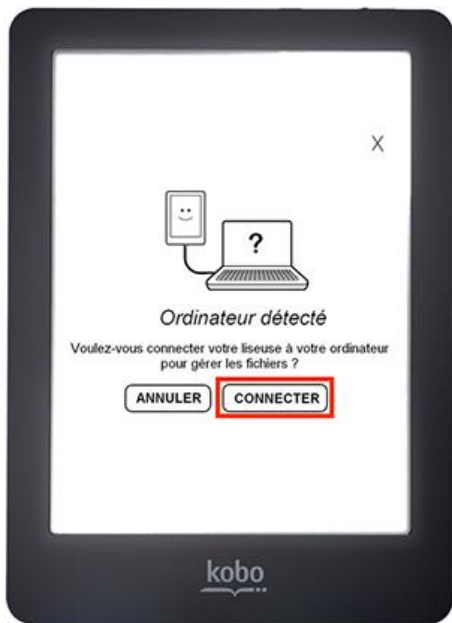 X
?
Ordinateur détecté
Voulez-vous connecter votre liseuse à votre ordinateur
pour gérer les fichiers ?
ANNULER CONNECTER
kobo